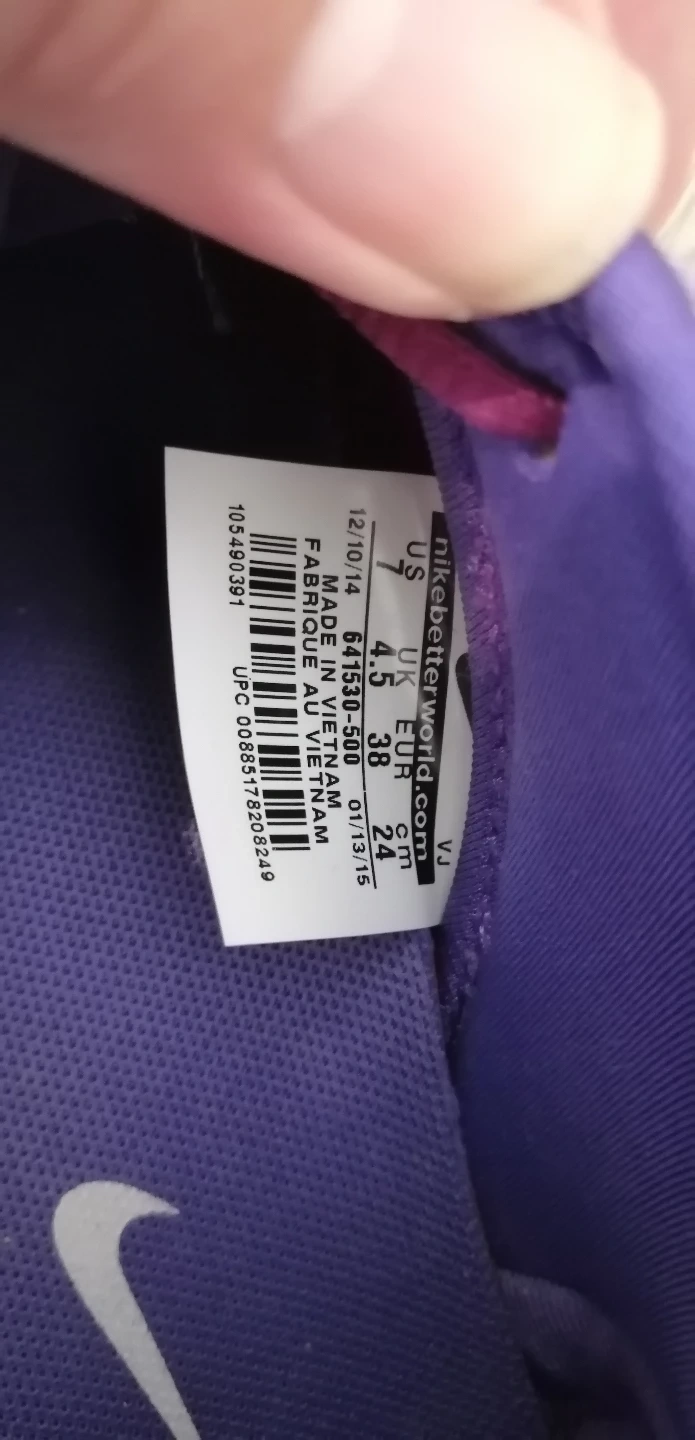 VJ
nikebetterworld.com
US UK EUR cm
7 4.5 38 24
12/10/14 641530-500 01/13/15
MADE IN VIETNAM
FABRIQUE AU VIETNAM
105490391 UPC 00885178208249